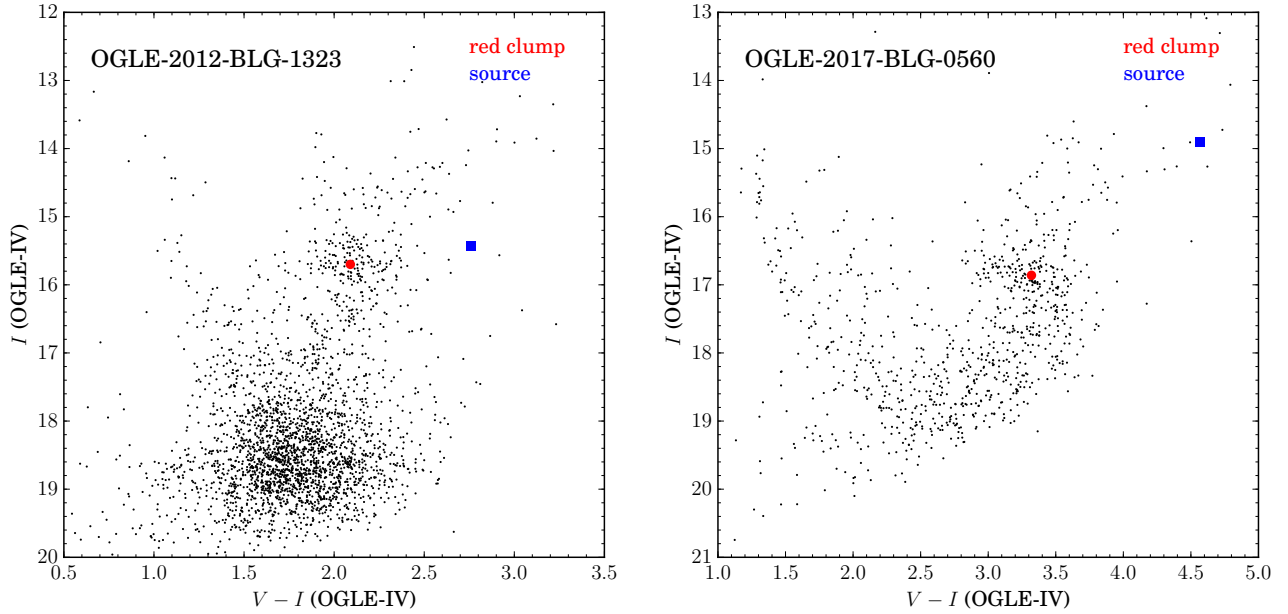 OGLE-2012-BLG-1323
red clump
source
12
13
14
15
16
17
18
19
20
I (OGLE-IV)
0.5 1.0 1.5 2.0 2.5 3.0 3.5
V − I (OGLE-IV)
OGLE-2017-BLG-0560
red clump
source
13
14
15
16
17
18
19
20
21
I (OGLE-IV)
1.0 1.5 2.0 2.5 3.0 3.5 4.0 4.5 5.0
V − I (OGLE-IV)